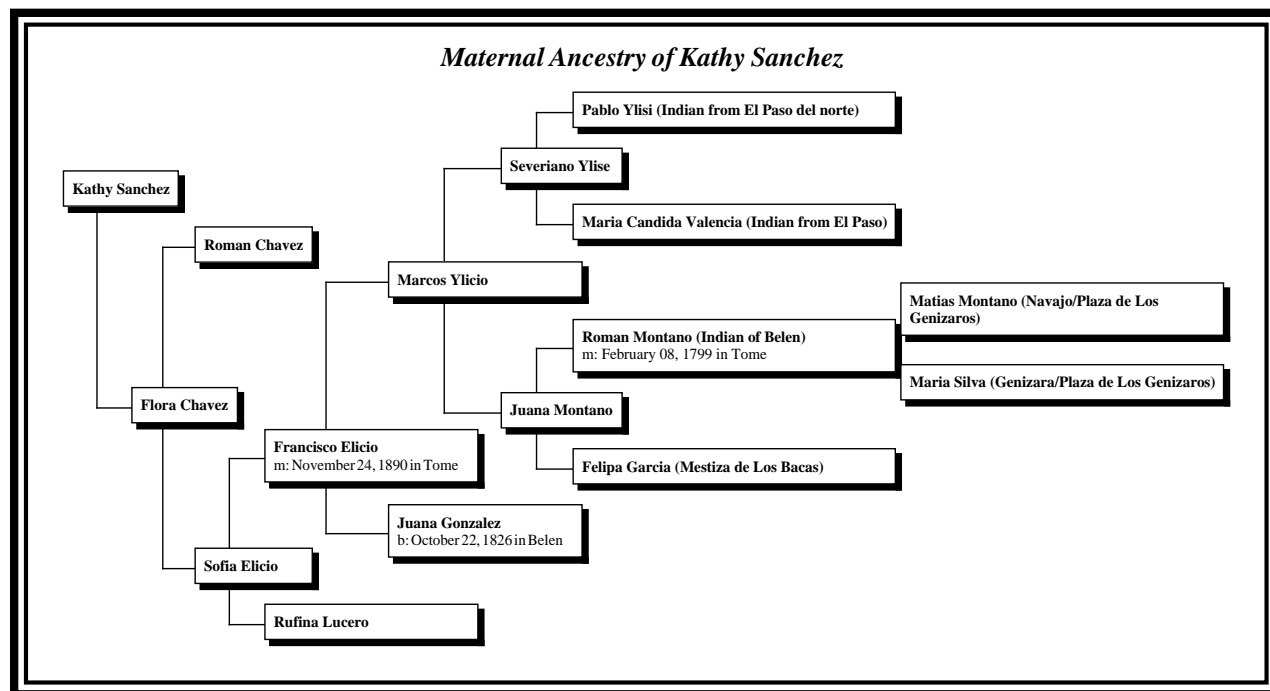 Maternal Ancestry of Kathy Sanchez
Pablo Ylisi (Indian from El Paso del norte)
Severiano Ylise
Kathy Sanchez
Maria Candida Valencia (Indian from El Paso)
Roman Chavez
Marcos Ylicio
Matias Montano (Navajo/Plaza de Los
Genizaros)
Roman Montano (Indian of Belen)
m: February 08, 1799 in Tome
Maria Silva (Genizara/Plaza de Los Genizaros)
Flora Chavez
Juana Montano
Francisco Elicio
m: November 24, 1890 in Tome
Felipa Garcia (Mestiza de Los Bacas)
Juana Gonzalez
b: October 22, 1826 in Belen
Sofia Elicio
Rufina Lucero